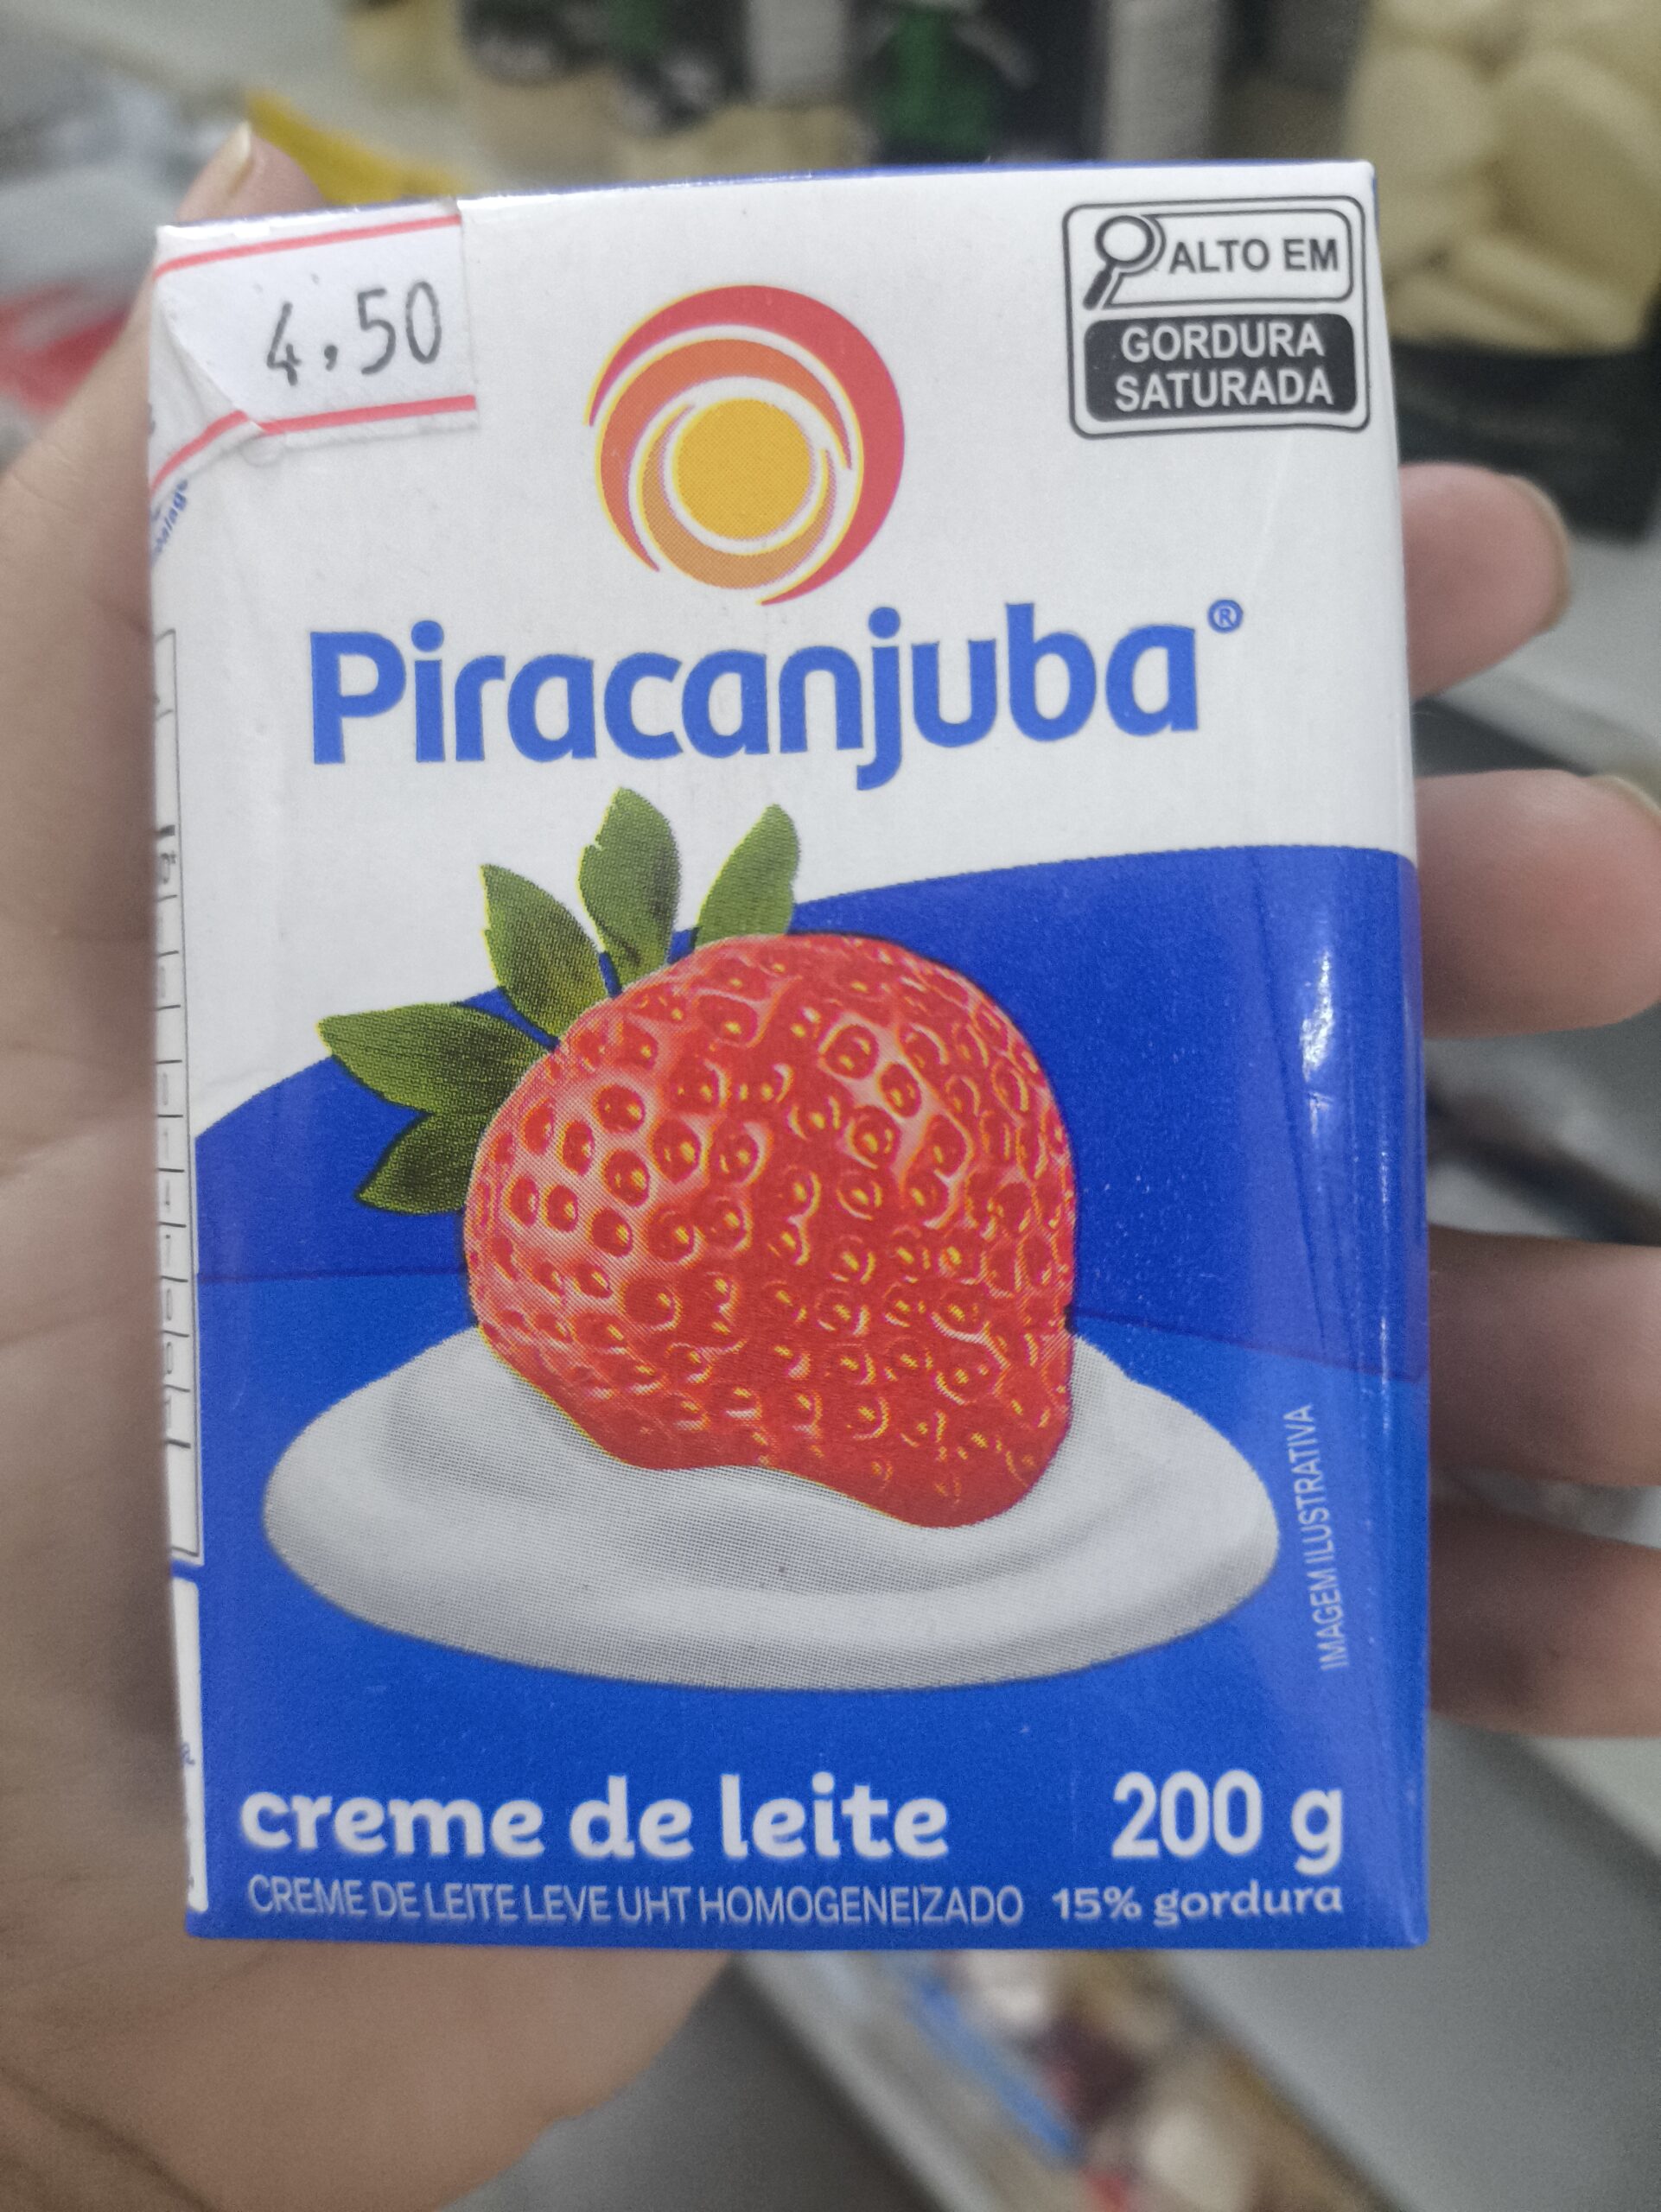 4,50
ALTO EM
GORDURA
SATURADA
Piracanjuba®
IMAGEM ILUSTRATIVA
creme de leite 200 g
CREME DE LEITE LEVE UHT HOMOGENEIZADO 15% gordura